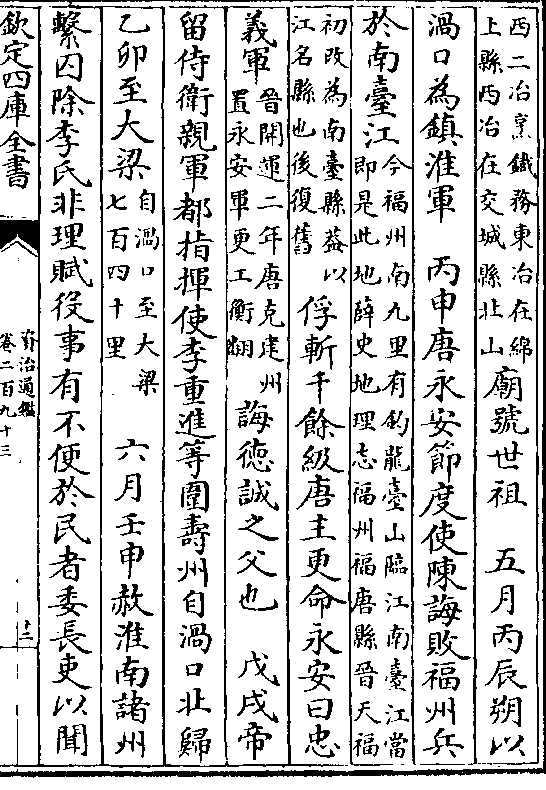 西二冶烹鐡務東冶在綿
上縣西冶在交城縣北山
廟號世祖　五月丙辰朔以
渦口為鎮淮軍　丙申唐永安節度使陳誨敗福州兵
於南臺江
今福州南九里有釣龍臺山臨江南臺江當
即是此地薛史地理志福州福唐縣晉天福
初改為南臺縣葢以
江名縣也後復舊
俘斬千餘級唐主更命永安曰忠
義軍
晉開運二年唐克建州
置永安軍更工衡翻
誨徳誠之父也　戊戌帝
留侍衛親軍都指揮使李重進等圍壽州自渦口北歸
乙卯至大梁
自渦口至大梁
七百四十里
六月壬申赦淮南諸州
繫囚除李氏非理賦役事有不便於民者委長吏以聞
欽定四庫全書
資治通鑑
卷二百九十三
十二